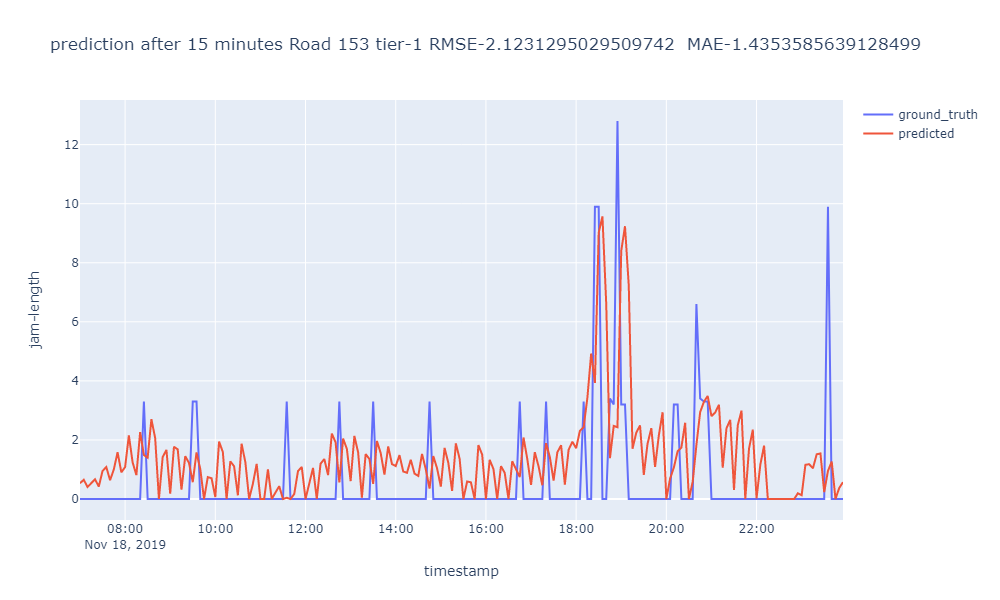 prediction after 15 minutes Road 153 tier-1 RMSE-2.1231295029509742  MAE-1.4353585639128499
ground_truth
predicted
12
10
8
6
4
2
0
jam-length
08:00 10:00 12:00 14:00 16:00 18:00 20:00 22:00
Nov 18, 2019
timestamp